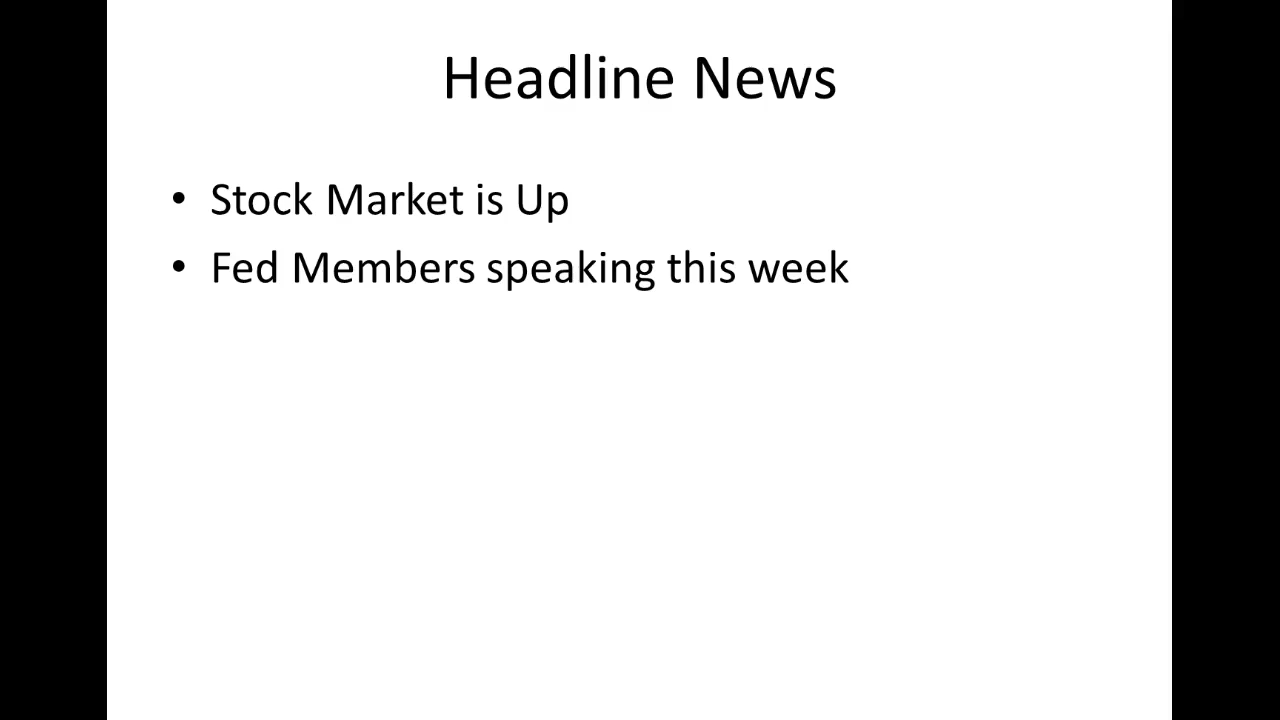 Headline News
• Stock Market is Up
• Fed Members speaking this week